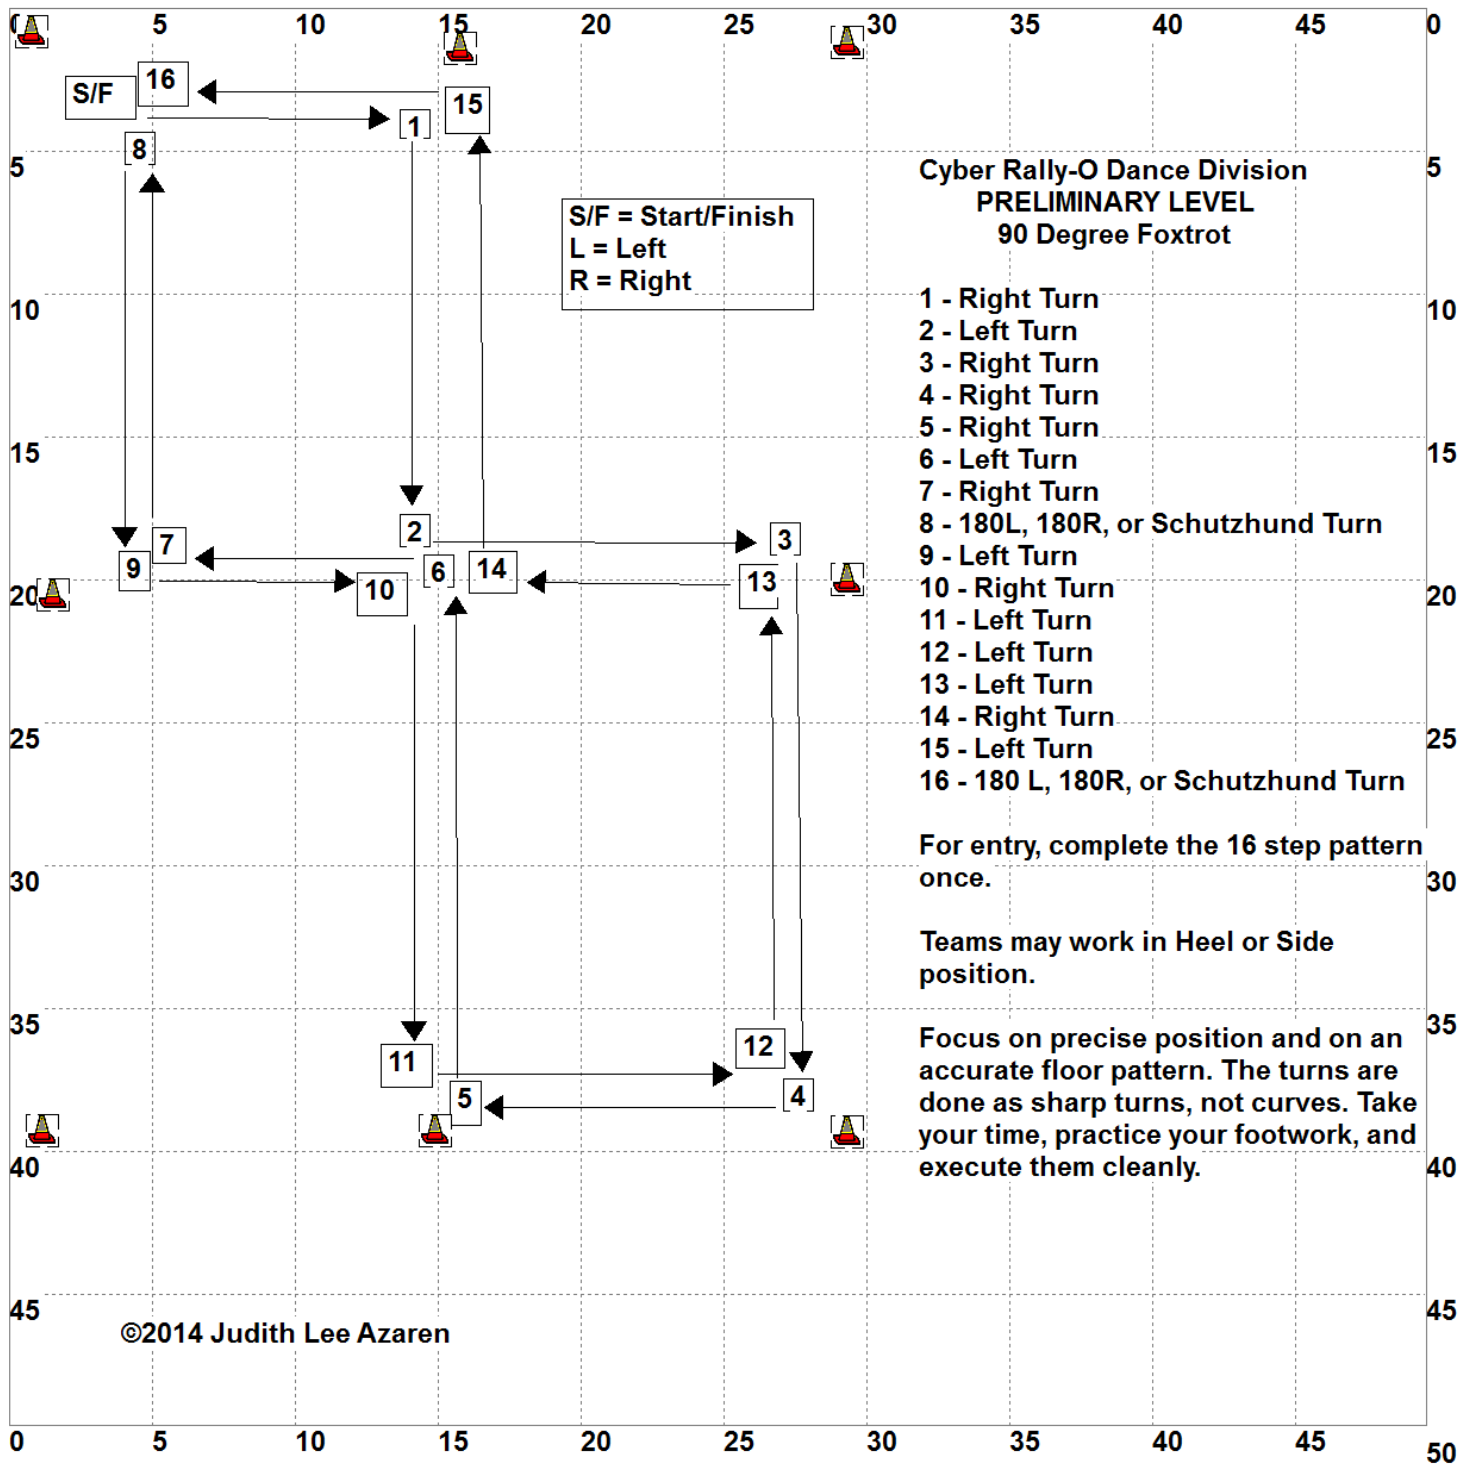 0 5 10 15 20 25 30 35 40 45 0
S/F
16
15
1
8
5 5
Cyber Rally-O Dance Division
PRELIMINARY LEVEL
90 Degree Foxtrot
S/F = Start/Finish
L = Left
R = Right
10 10
1 - Right Turn
2 - Left Turn
3 - Right Turn
4 - Right Turn
5 - Right Turn
15 15
6 - Left Turn
7 - Right Turn
8 - 180L, 180R, or Schutzhund Turn
9 - Left Turn
10 - Right Turn
11 - Left Turn
12 - Left Turn
13 - Left Turn
14 - Right Turn
15 - Left Turn
16 - 180 L, 180R, or Schutzhund Turn
2
3
7
9
6
14
10
13
20 20
25 25
For entry, complete the 16 step pattern
once.
30 30
Teams may work in Heel or Side
position.
35 35
Focus on precise position and on an
accurate floor pattern. The turns are
done as sharp turns, not curves. Take
your time, practice your footwork, and
execute them cleanly.
11
12
5
4
40 40
45 45
©2014 Judith Lee Azaren
0 5 10 15 20 25 30 35 40 45 50